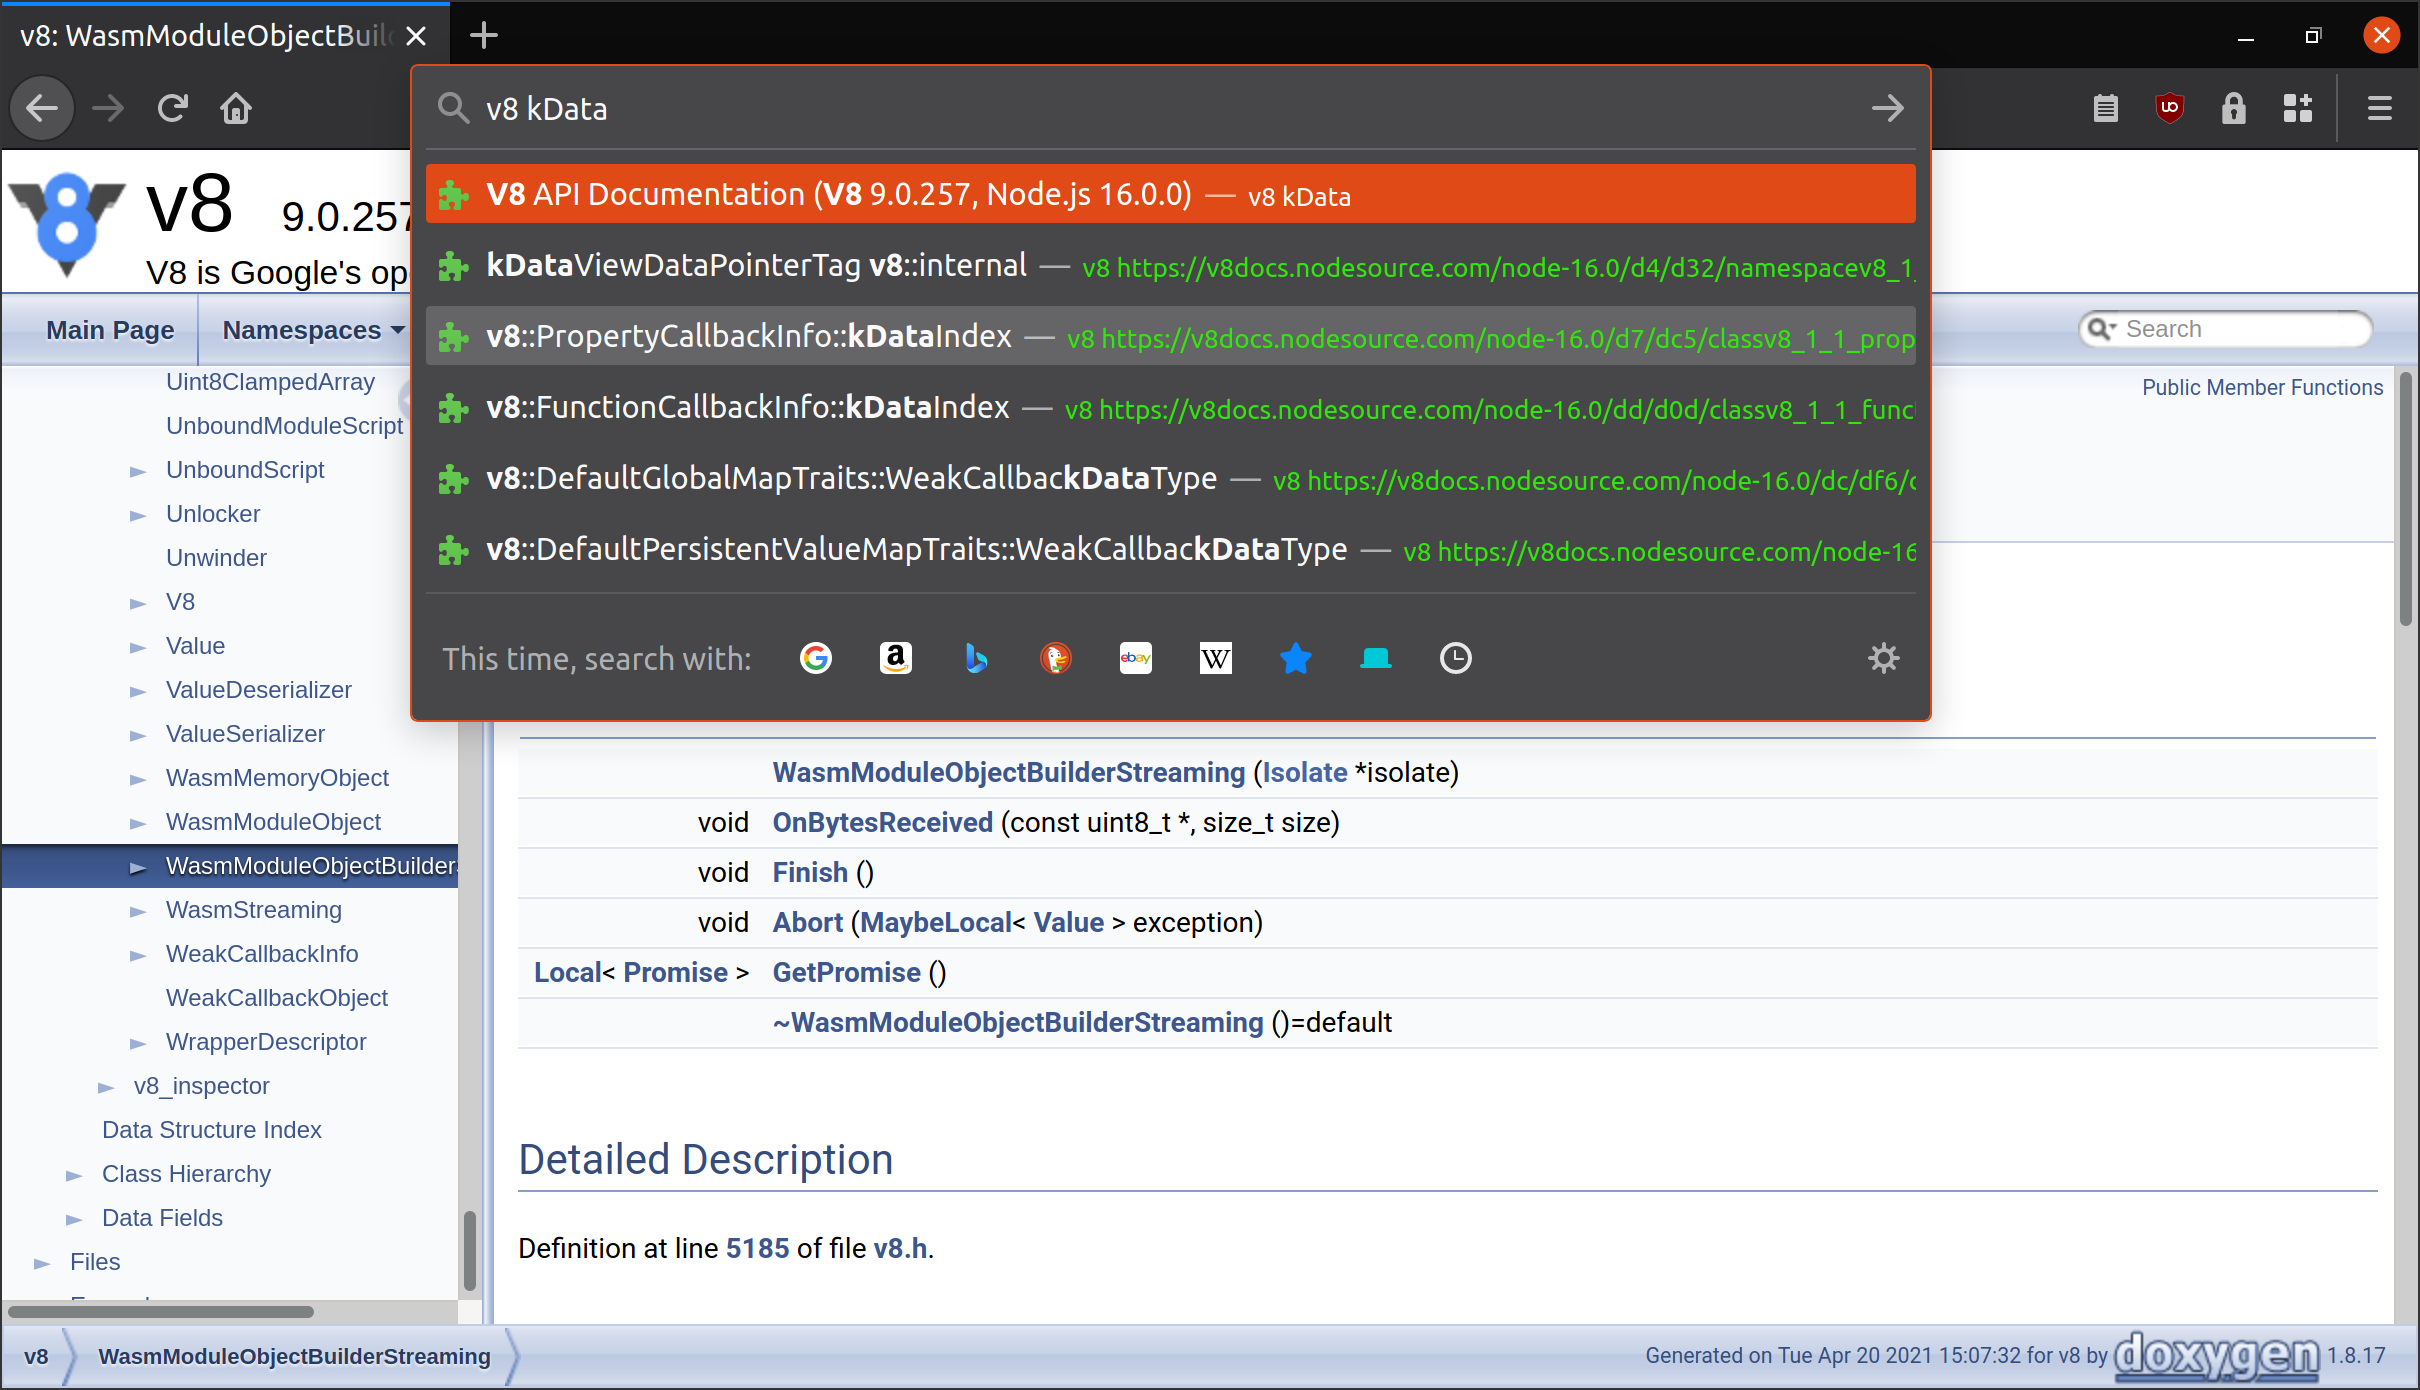 v8: WasmModuleObjectBuil
v8 kData
V8 API Documentation (V8 9.0.257, Node.js 16.0.0) — v8 kData
kDataViewDataPointerTag v8::internal — v8 https://v8docs.nodesource.com/node-16.0/d4/d32/namespacev8_1_
v8::PropertyCallbackInfo::kDataIndex — v8 https://v8docs.nodesource.com/node-16.0/d7/dc5/classv8_1_1_prop
v8::FunctionCallbackInfo::kDataIndex — v8 https://v8docs.nodesource.com/node-16.0/dd/d0d/classv8_1_1_func
v8::DefaultGlobalMapTraits::WeakCallbackDataType — v8 https://v8docs.nodesource.com/node-16.0/dc/df6/c
v8::DefaultPersistentValueMapTraits::WeakCallbackDataType — v8 https://v8docs.nodesource.com/node-16
This time, search with:
v8 9.0.257
V8 is Google's op
Main Page Namespaces Search
Uint8ClampedArray
UnboundModuleScript
UnboundScript
Unlocker
Unwinder
V8
Value
ValueDeserializer
ValueSerializer
WasmMemoryObject
WasmModuleObject
WasmModuleObjectBuilder
WasmStreaming
WeakCallbackInfo
WeakCallbackObject
WrapperDescriptor
v8_inspector
Data Structure Index
Class Hierarchy
Data Fields
Files
Public Member Functions
WasmModuleObjectBuilderStreaming (Isolate *isolate)
void OnBytesReceived (const uint8_t *, size_t size)
void Finish ()
void Abort (MaybeLocal< Value > exception)
Local< Promise > GetPromise ()
~WasmModuleObjectBuilderStreaming ()=default
Detailed Description
Definition at line 5185 of file v8.h.
v8 WasmModuleObjectBuilderStreaming
Generated on Tue Apr 20 2021 15:07:32 for v8 by doxygen 1.8.17